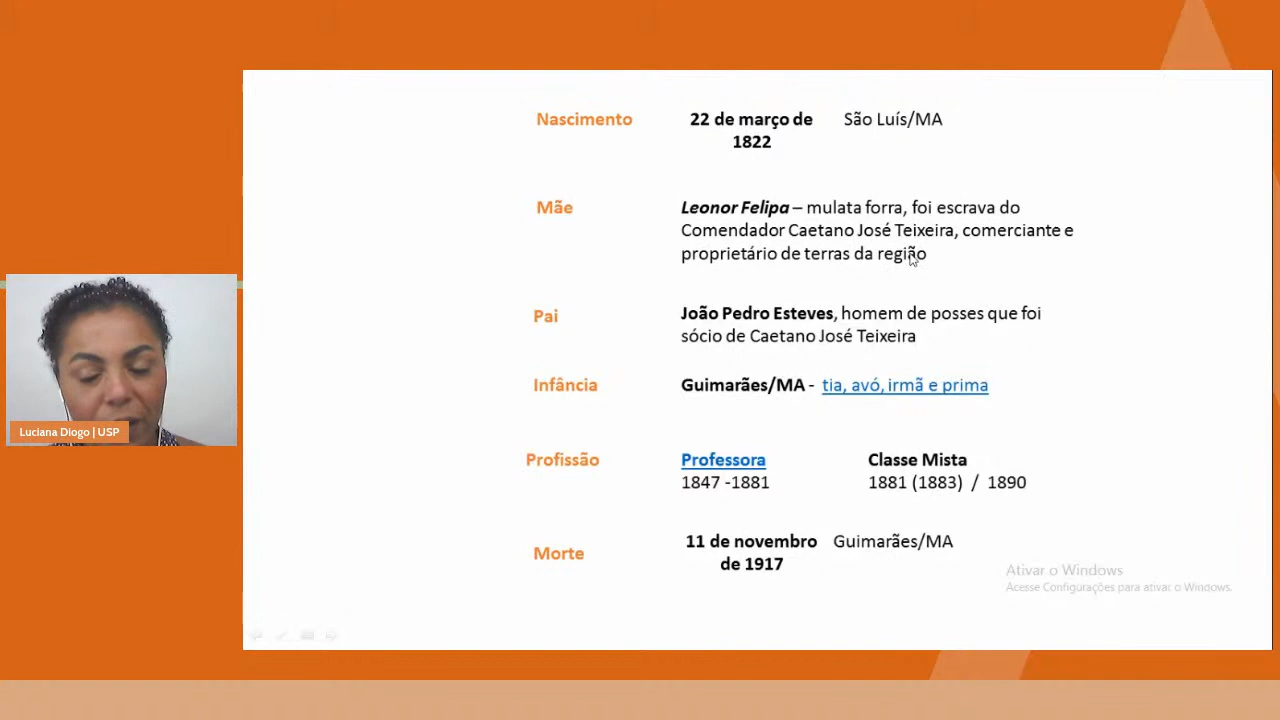 Nascimento
22 de março de
1822
São Luís/MA
Mãe
Leonor Felipa – mulata forra, foi escrava do
Comendador Caetano José Teixeira, comerciante e
proprietário de terras da região
Pai
João Pedro Esteves, homem de posses que foi
sócio de Caetano José Teixeira
Infância
Guimarães/MA - tia, avó, irmã e prima
Profissão
Professora
1847 -1881
Classe Mista
1881 (1883) / 1890
Morte
11 de novembro
de 1917
Guimarães/MA
Luciana Diogo | USP
Ativar o Windows
Acesse Configurações para ativar o Windows.